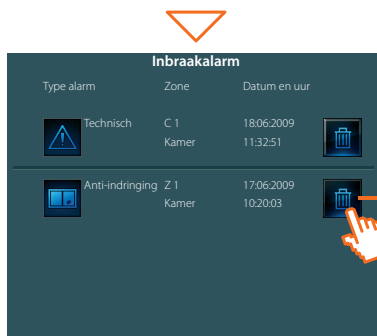 Inbraakalarm
Type alarm Zone Datum en uur
Technisch C 1 18:06:2009
Kamer 11:32:51
Anti-indringing Z 1 17:06:2009
Kamer 10:20:03